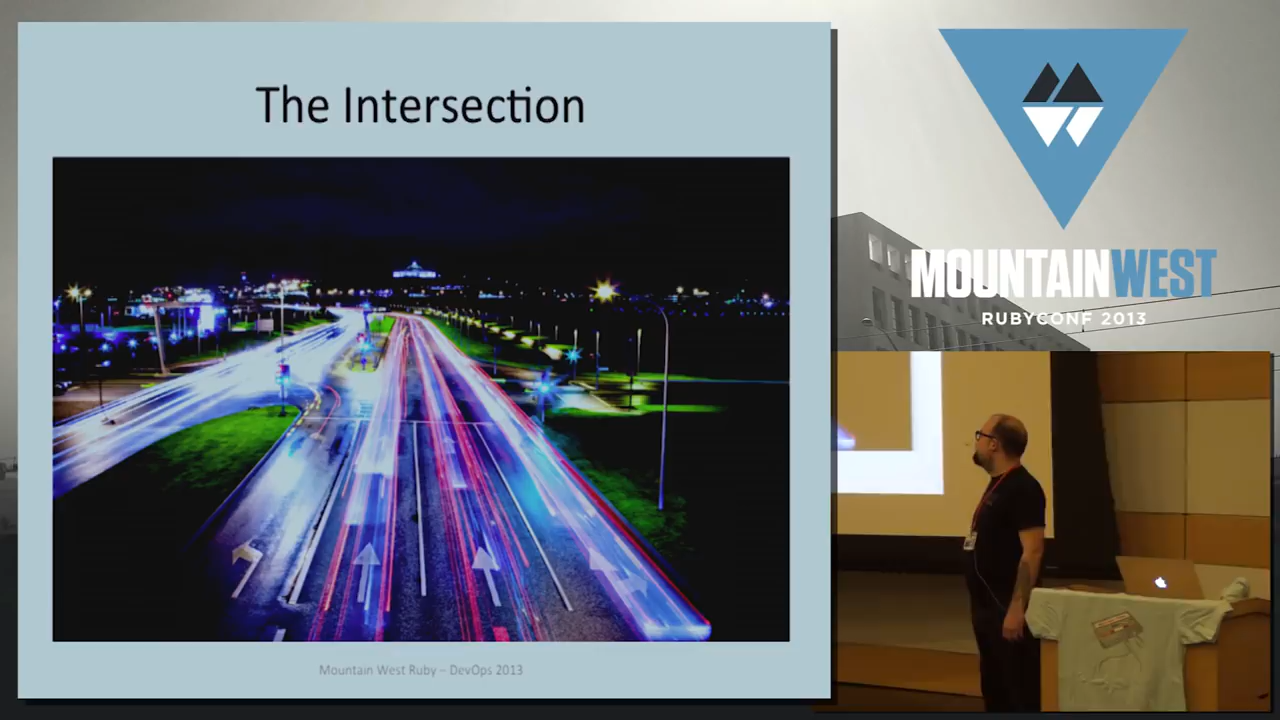 The Intersection
Mountain West Ruby – DevOps 2013
MOUNTAINWEST
RUBYCONF 2013